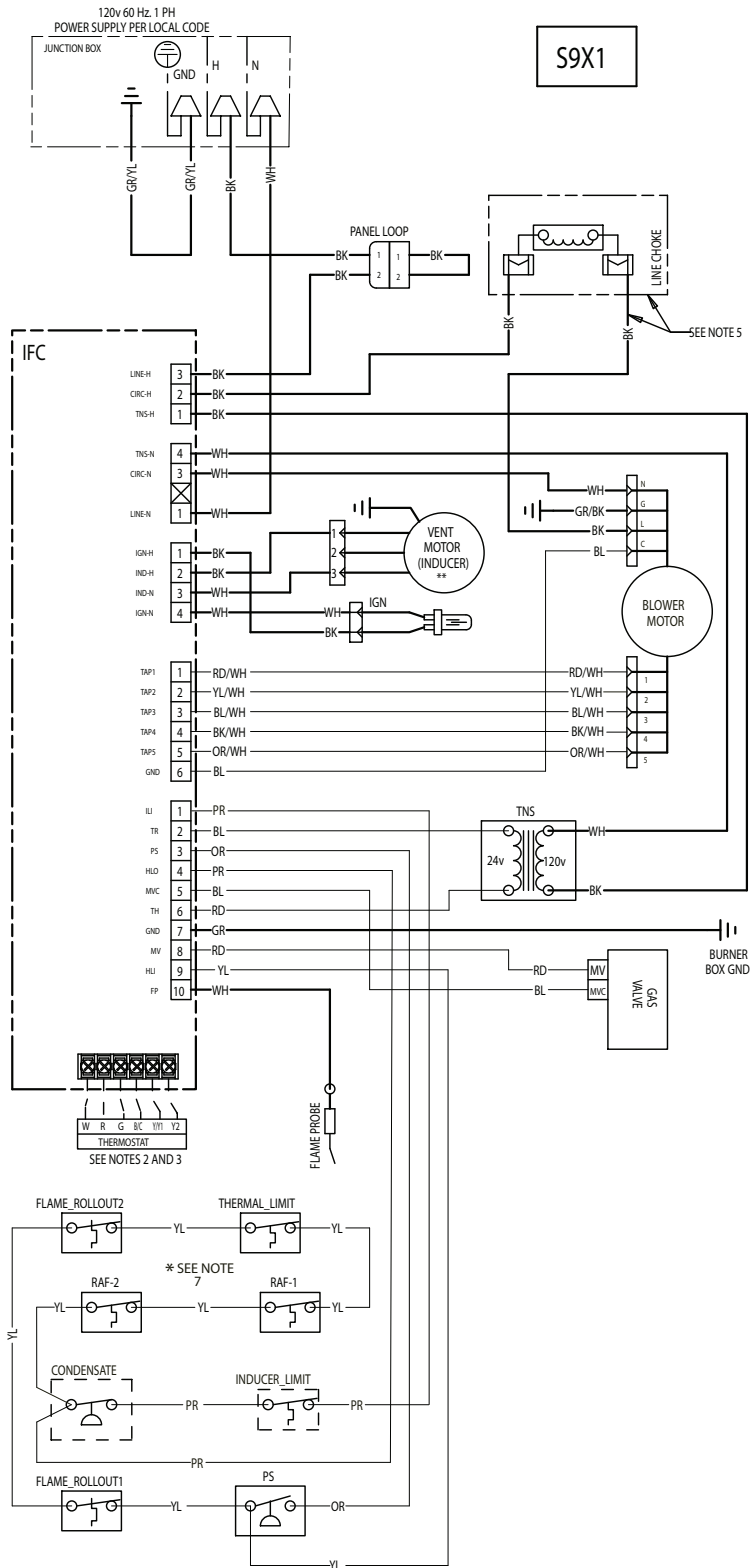 120v 60 Hz. 1 PH
POWER SUPPLY PER LOCAL CODE
JUNCTION BOX
GND
H
N
S9X1
GR/YL
GR/YL
BK
WH
PANEL LOOP
BK 1 1 BK
BK 2 2
LINE CHOKE
BK
BK
SEE NOTE 5
IFC
LINE-H 3 BK
CIRC-H 2 BK
TNS-H 1 BK
TNS-N 4 WH
CIRC-N 3 WH
LINE-N 1 WH
WH N
GR/BK G
BK L
BL C
IGN-H 1 BK
IND-H 2 BK
IND-N 3 WH
IGN-N 4 WH
1
2
3
VENT
MOTOR
(INDUCER)
**
IGN
WH
BK
BLOWER
MOTOR
TAP1 1 RD/WH RD/WH 1
TAP2 2 YL/WH YL/WH 2
TAP3 3 BL/WH BL/WH 3
TAP4 4 BK/WH BK/WH 4
TAP5 5 OR/WH OR/WH 5
GND 6 BL
ILI 1 PR
TR 2 BL
PS 3 OR
HLO 4 PR
MVC 5 BL
TH 6 RD
GND 7 GR
MV 8 RD
HLI 9 YL
FP 10 WH
TNS
24v 120v
WH
BK
BURNER
BOX GND
RD MV
BL MVC
GAS
VALVE
W R G B/C Y/Y1 Y2
THERMOSTAT
SEE NOTES 2 AND 3
FLAME PROBE
FLAME_ROLLOUT2
THERMAL_LIMIT
YL YL
* SEE NOTE
7
RAF-2
RAF-1
YL YL YL
YL
CONDENSATE
INDUCER_LIMIT
PR PR
PR
FLAME_ROLLOUT1
PS
YL OR
YL